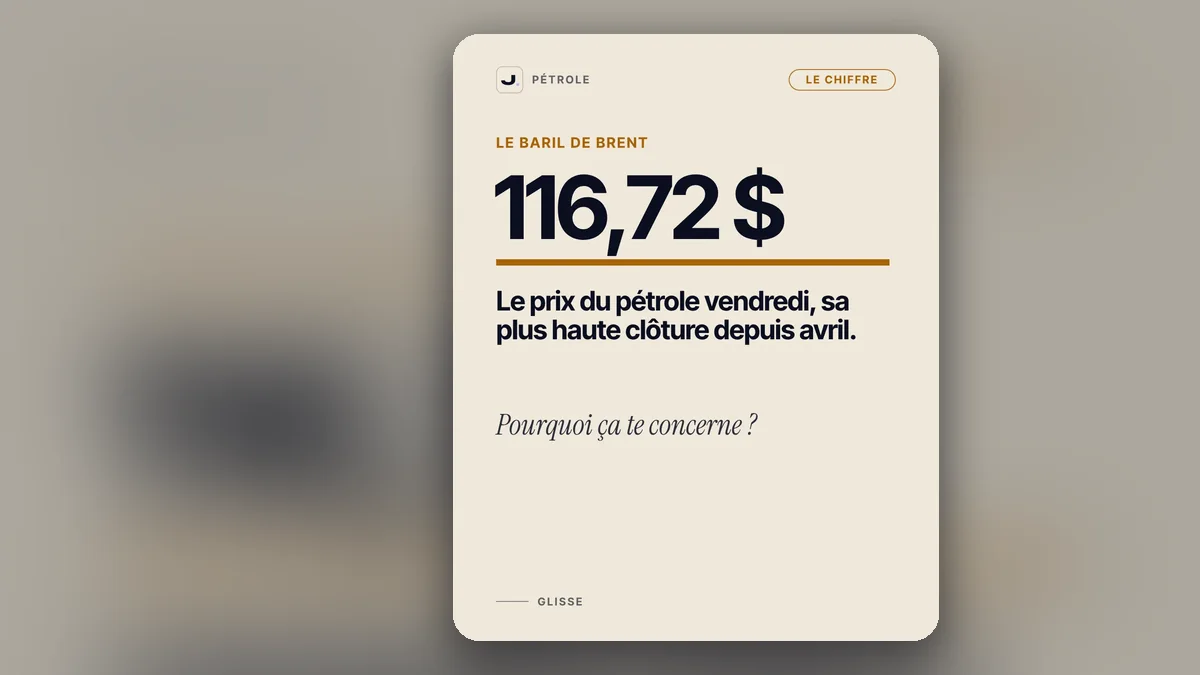 J.
PÉTROLE
LE CHIFFRE
LE BARIL DE BRENT
116,72 $
Le prix du pétrole vendredi, sa
plus haute clôture depuis avril.
Pourquoi ça te concerne ?
GLISSE